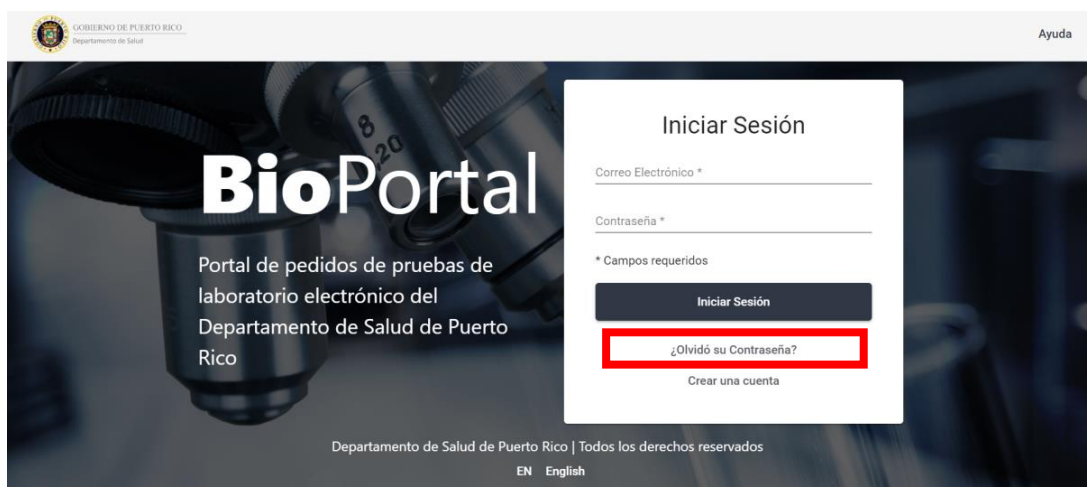 GOBIERNO DE PUERTO RICO
Departamento de Salud
Ayuda
8
20
BioPortal
Portal de pedidos de pruebas de
laboratorio electrónico del
Departamento de Salud de Puerto
Rico
Iniciar Sesión
Correo Electrónico *
Contraseña *
* Campos requeridos
Iniciar Sesión
¿Olvidó su Contraseña?
Crear una cuenta
Departamento de Salud de Puerto Rico | Todos los derechos reservados
EN English